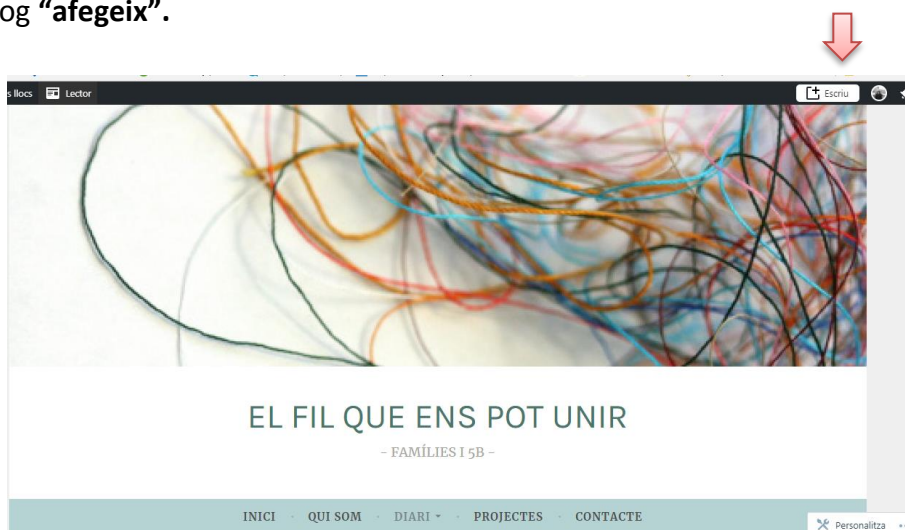 og “afegeix”.
s llocs Lector Escriu
EL FIL QUE ENS POT UNIR
- FAMÍLIES I 5B -
INICI · QUI SOM · DIARI · PROJECTES · CONTACTE
Personalitza